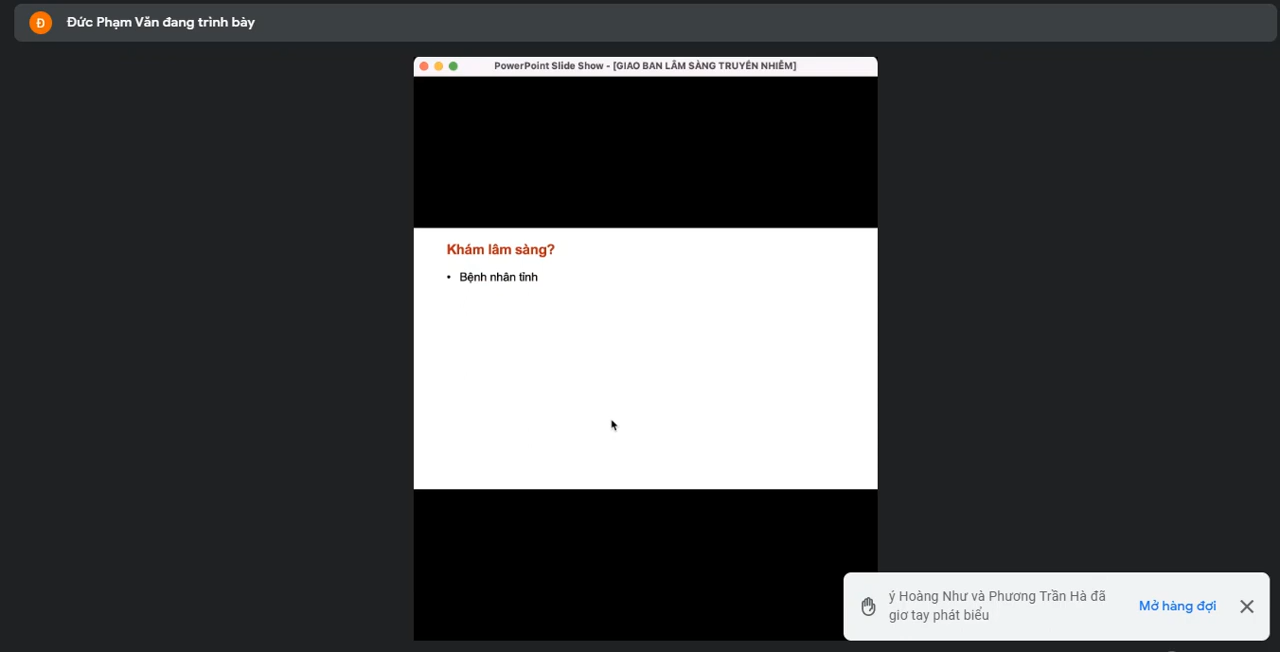 Đ Đức Phạm Văn đang trình bày
PowerPoint Slide Show - [GIAO BAN LÂM SÀNG TRUYỀN NHIỄM]
Khám lâm sàng?
• Bệnh nhân tỉnh
ý Hoàng Như và Phương Trần Hà đã
giơ tay phát biểu
Mở hàng đợi